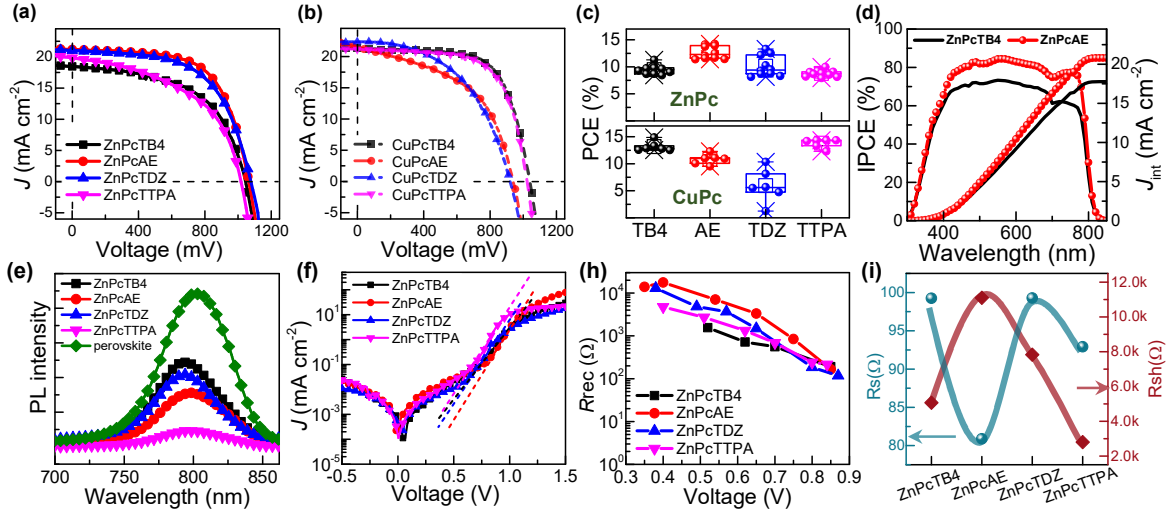 (a)
J (mA cm-2)
20
15
10
5
0
-5
ZnPcTB4
ZnPcAE
ZnPcTDZ
ZnPcTTPA
0 400 800 1200
Voltage (mV)
(b)
J (mA cm-2)
20
15
10
5
0
-5
CuPcTB4
CuPcAE
CuPcTDZ
CuPcTTPA
0 400 800 1200
Voltage (mV)
(c)
PCE (%)
15
10
5
ZnPc
15
10
5
CuPc
TB4 AE TDZ TTPA
(d)
IPCE (%)
100
80
60
40
20
0
ZnPcTB4 ZnPcAE
25
20
15
10
5
0
Jint (mA cm-2)
400 600 800
Wavelength (nm)
(e)
PL intensity
ZnPcTB4
ZnPcAE
ZnPcTDZ
ZnPcTTPA
perovskite
700 750 800 850
Wavelength (nm)
(f)
J (mA cm-2)
103
101
10-1
10-3
10-5
ZnPcTB4
ZnPcAE
ZnPcTDZ
ZnPcTTPA
0.0 0.5 1.0 1.5
Voltage (V)
(h)
Rrec (Ω)
104
103
102
101
100
ZnPcTB4
ZnPcAE
ZnPcTDZ
ZnPcTTPA
0.3 0.4 0.5 0.6 0.7 0.8 0.9
Voltage (V)
(i)
Rs(Ω)
100
95
90
85
80
12.0k
10.0k
8.0k
6.0k
4.0k
2.0k
Rsh(Ω)
ZnPcTB4 ZnPcAE ZnPcTDZ ZnPcTTPA